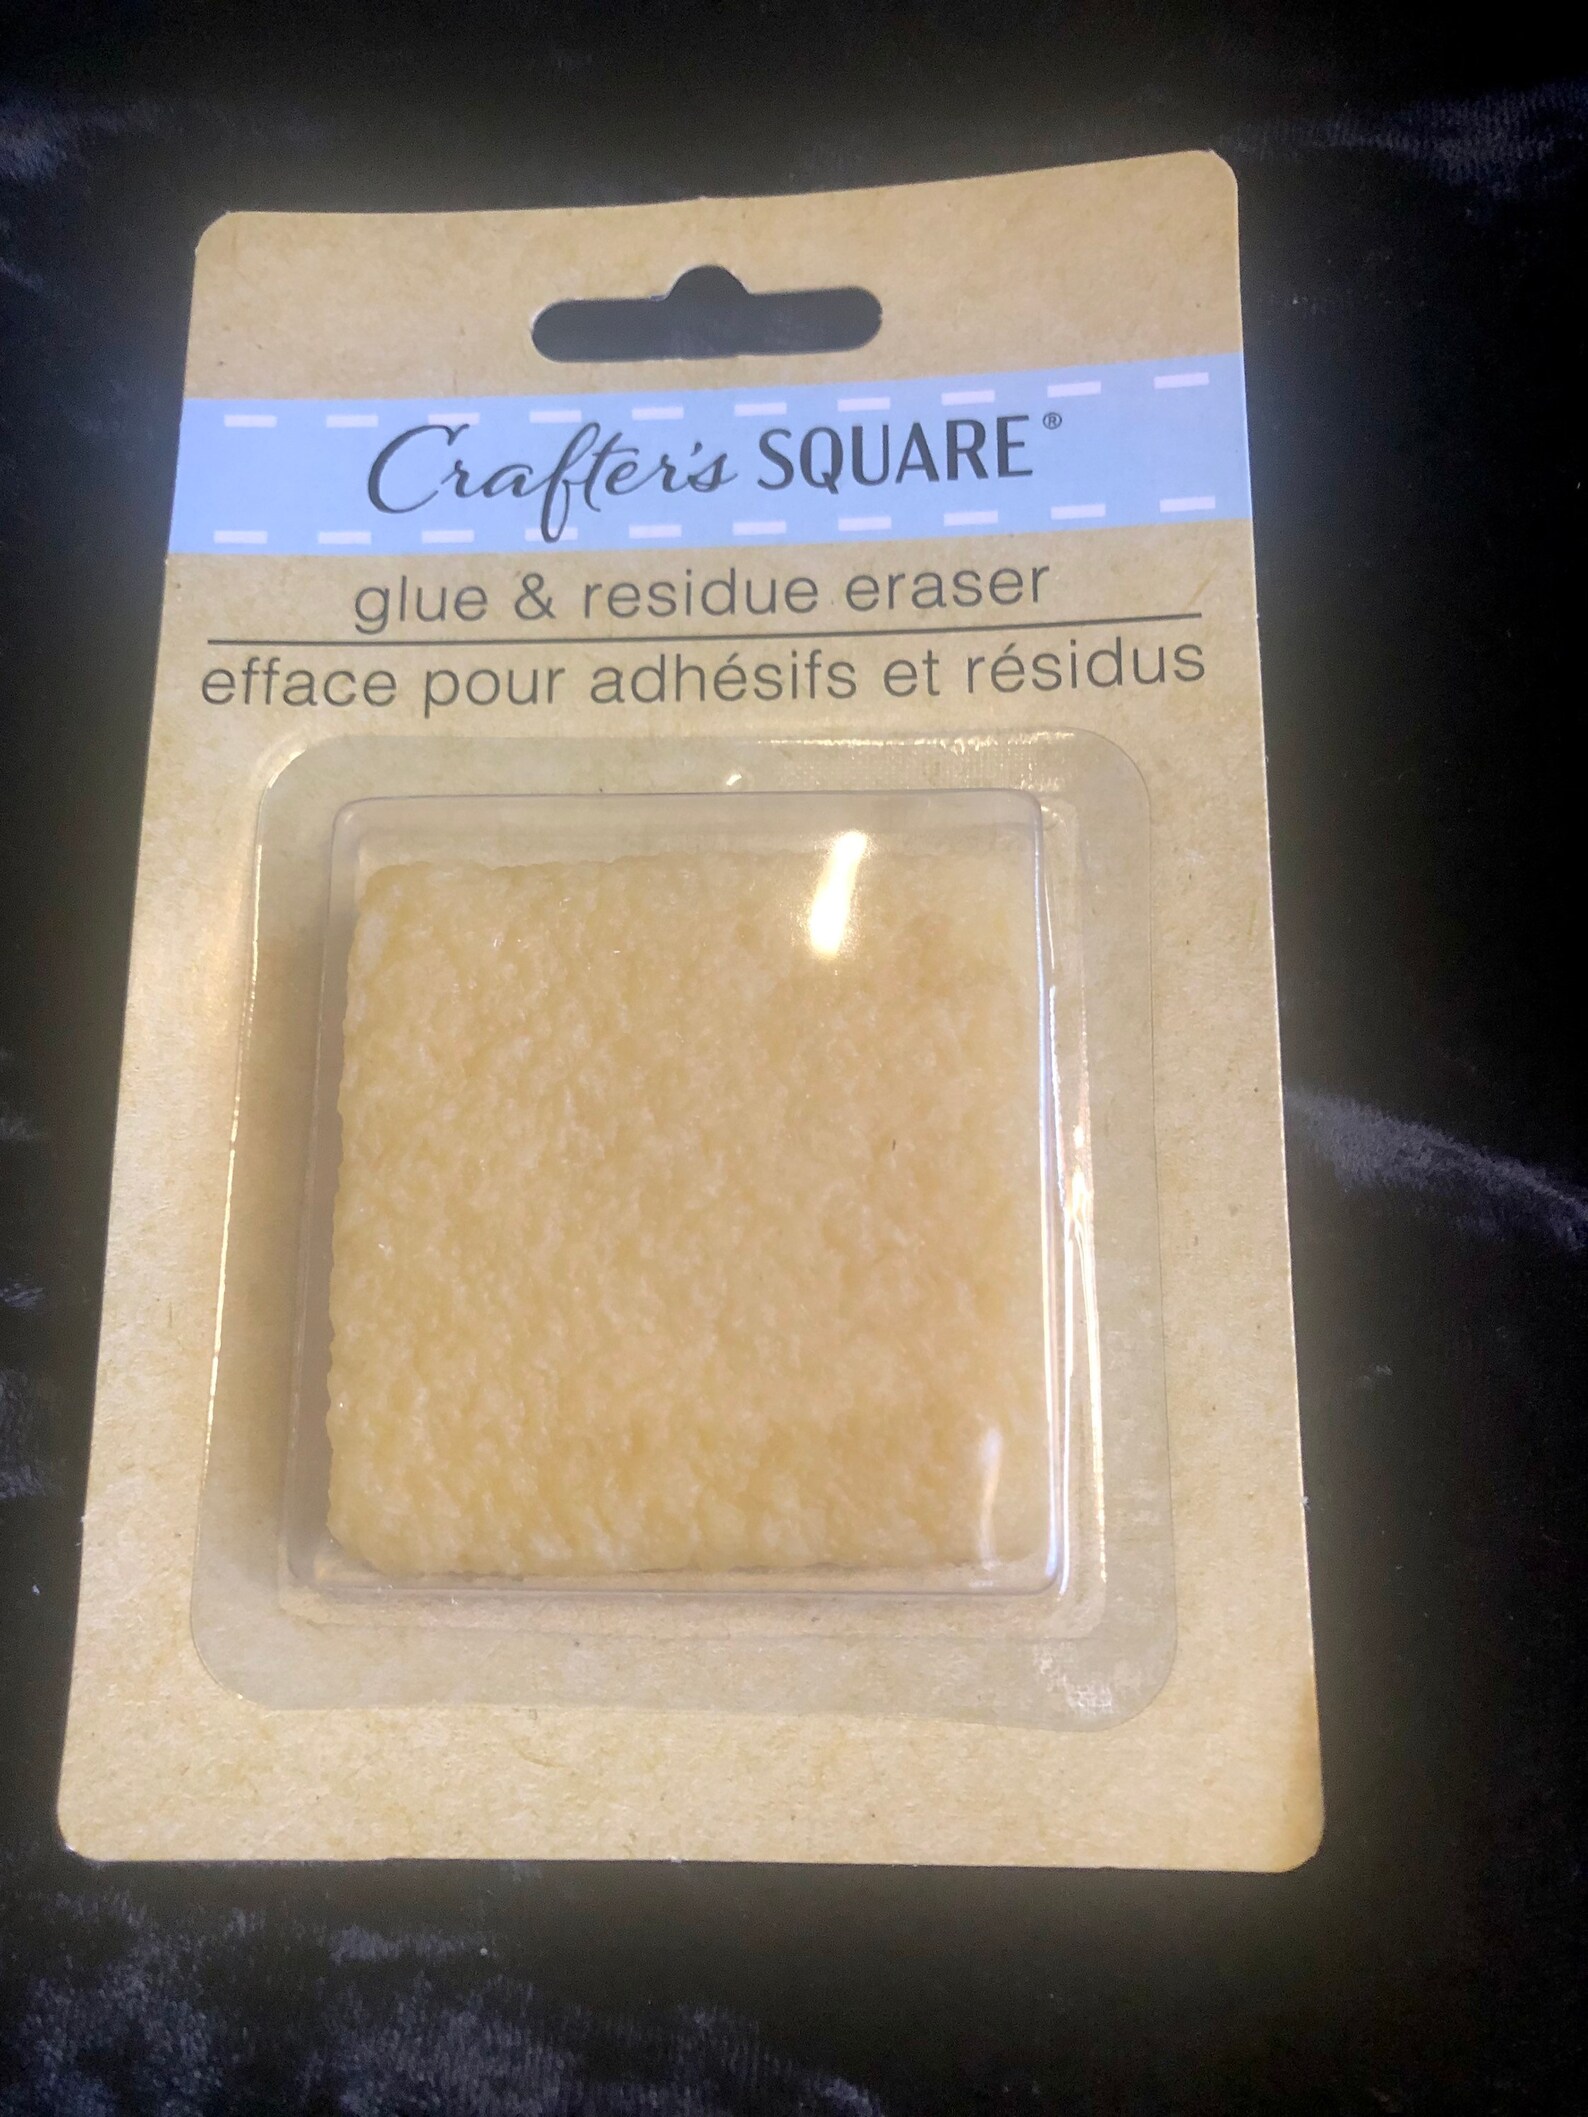 Crafter's SQUARE®
glue & residue eraser
efface pour adhésifs et résidus